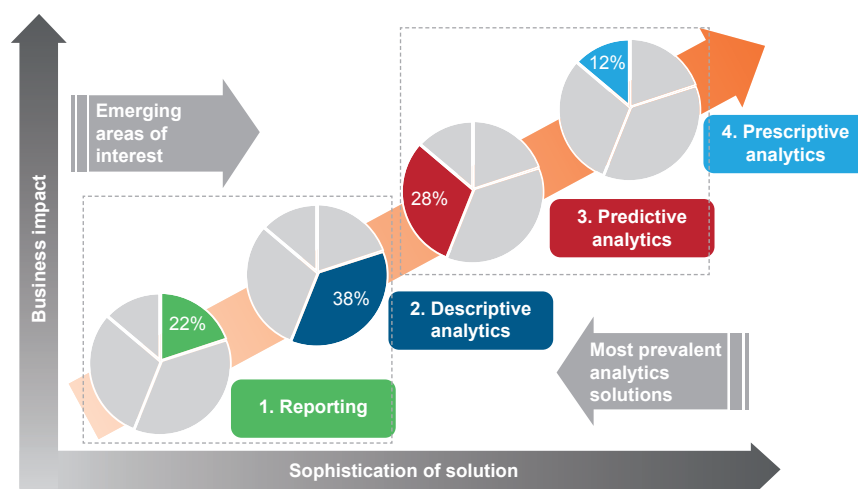 Business impact
Emerging
areas of
interest
12%
4. Prescriptive
analytics
28%
3. Predictive
analytics
38%
2. Descriptive
analytics
22%
1. Reporting
Most prevalent
analytics
solutions
Sophistication of solution